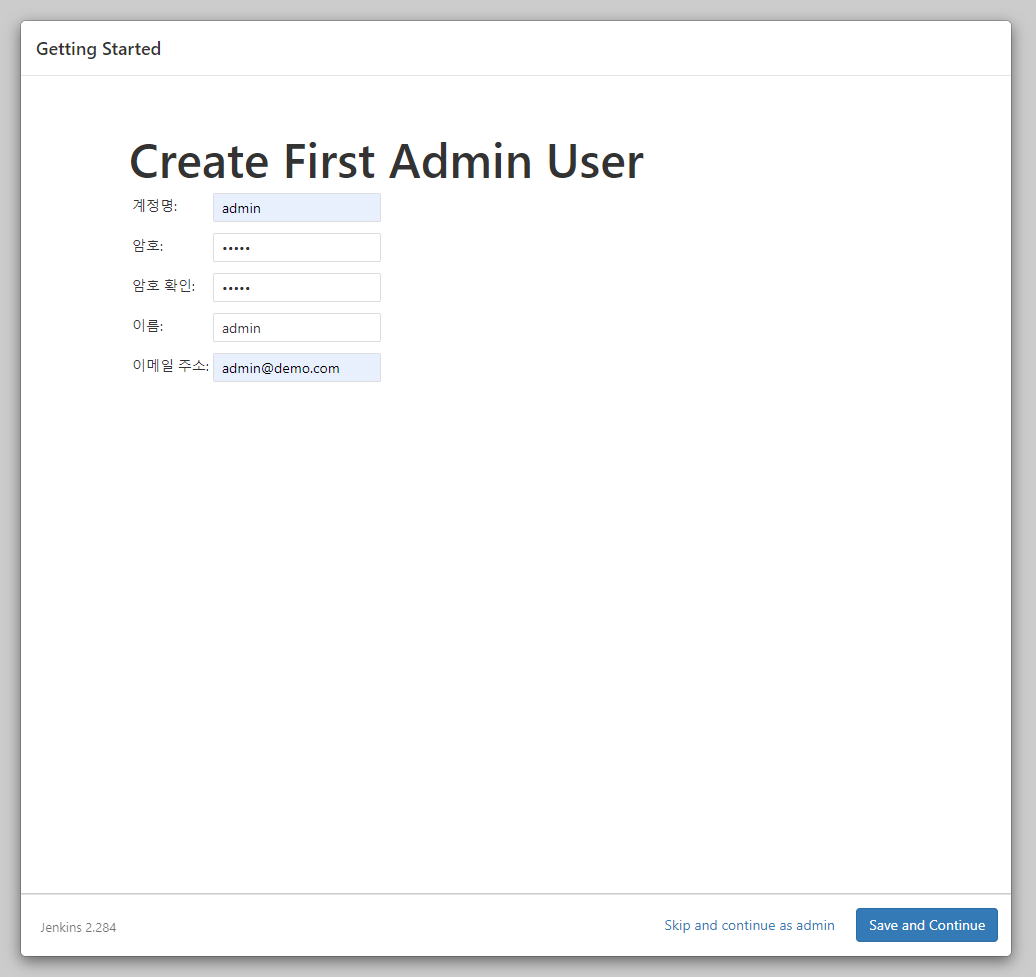 Getting Started
Create First Admin User
계정명: admin
암호: •••••
암호 확인: •••••
이름: admin
이메일 주소: admin@demo.com
Jenkins 2.284 Skip and continue as admin Save and Continue